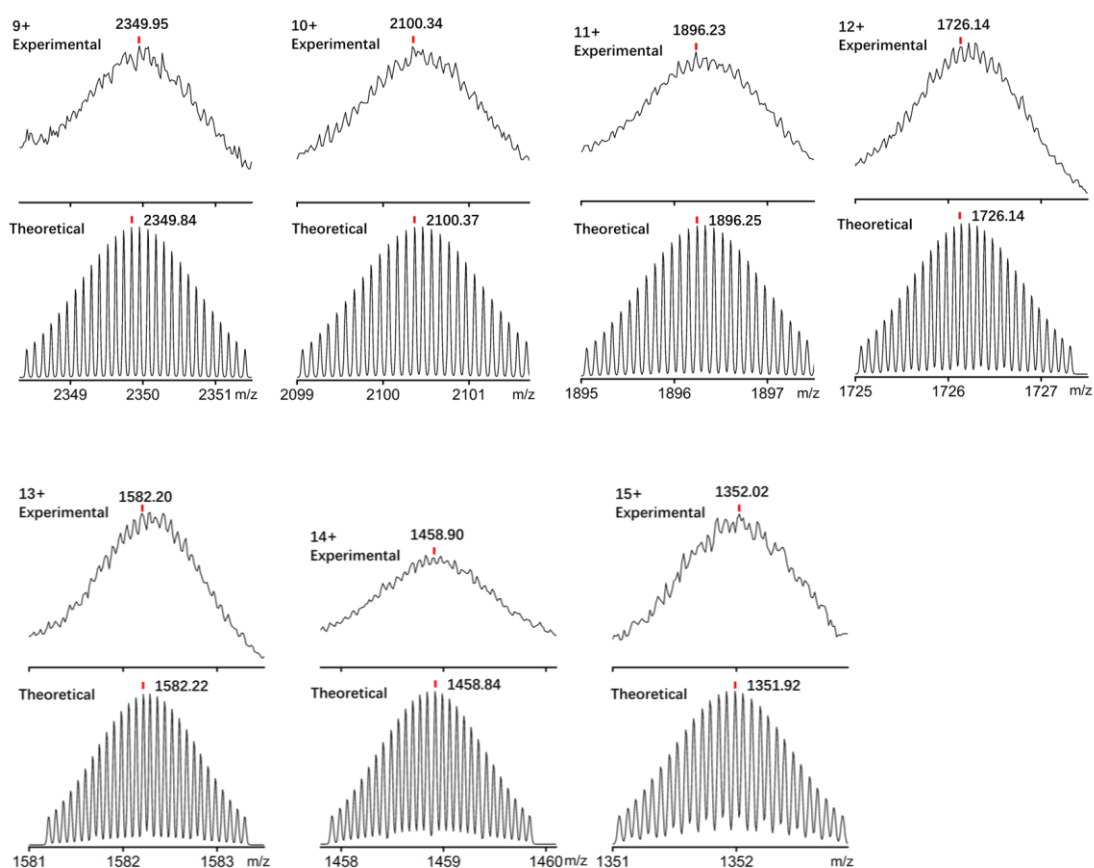 9+
Experimental
2349.95
10+
Experimental
2100.34
11+
Experimental
1896.23
12+
Experimental
1726.14
Theoretical
2349.84
Theoretical
2100.37
Theoretical
1896.25
Theoretical
1726.14
2349 2350 2351 m/z
2099 2100 2101 m/z
1895 1896 1897 m/z
1725 1726 1727 m/z
13+
Experimental
1582.20
14+
Experimental
1458.90
15+
Experimental
1352.02
Theoretical
1582.22
Theoretical
1458.84
Theoretical
1351.92
1581 1582 1583 m/z
1458 1459 1460 m/z
1351 1352 m/z